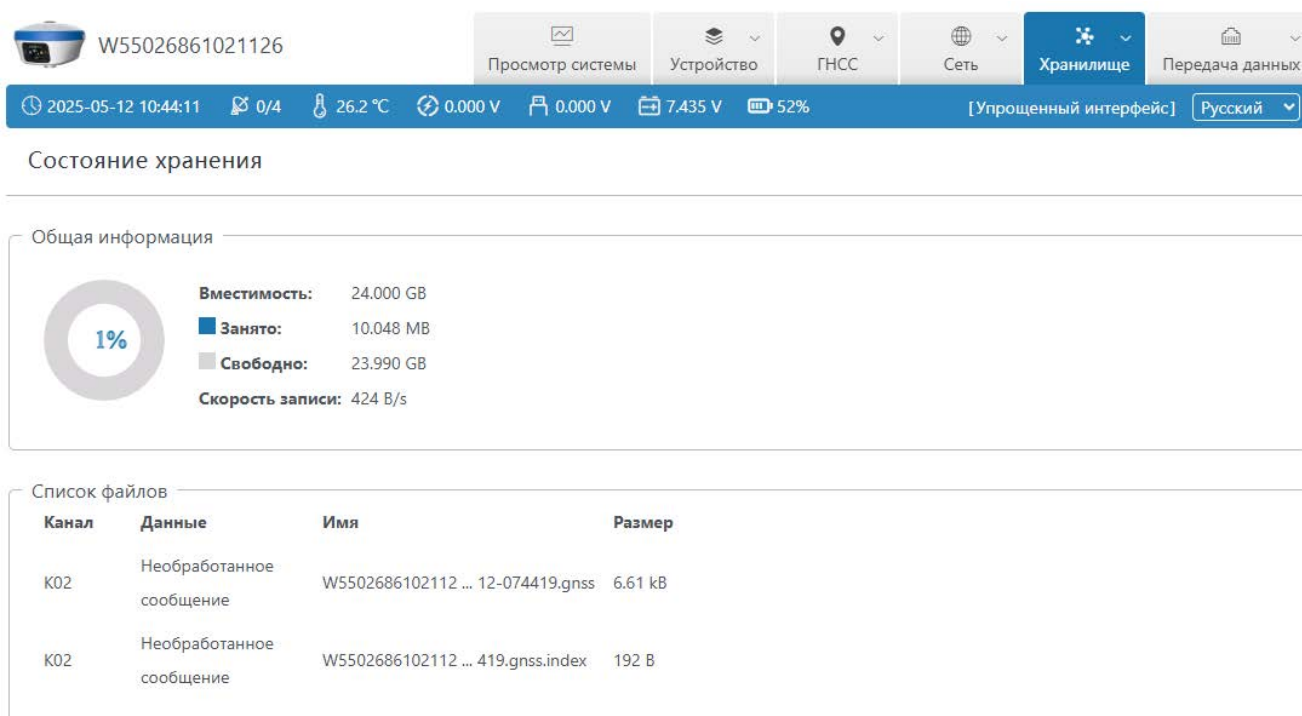 W55026861021126
Просмотр системы
Устройство
ГНСС
Сеть
Хранилище
Передача данных
2025-05-12 10:44:11 0/4 26.2 ℃ 0.000 V 0.000 V 7.435 V 52% [Упрощенный интерфейс] Русский
Состояние хранения
Общая информация
1%
Вместимость: 24.000 GB
Занято: 10.048 MB
Свободно: 23.990 GB
Скорость записи: 424 B/s
Список файлов
Канал Данные Имя Размер
K02 Необработанное сообщение W5502686102112 ... 12-074419.gnss 6.61 kB
K02 Необработанное сообщение W5502686102112 ... 419.gnss.index 192 B